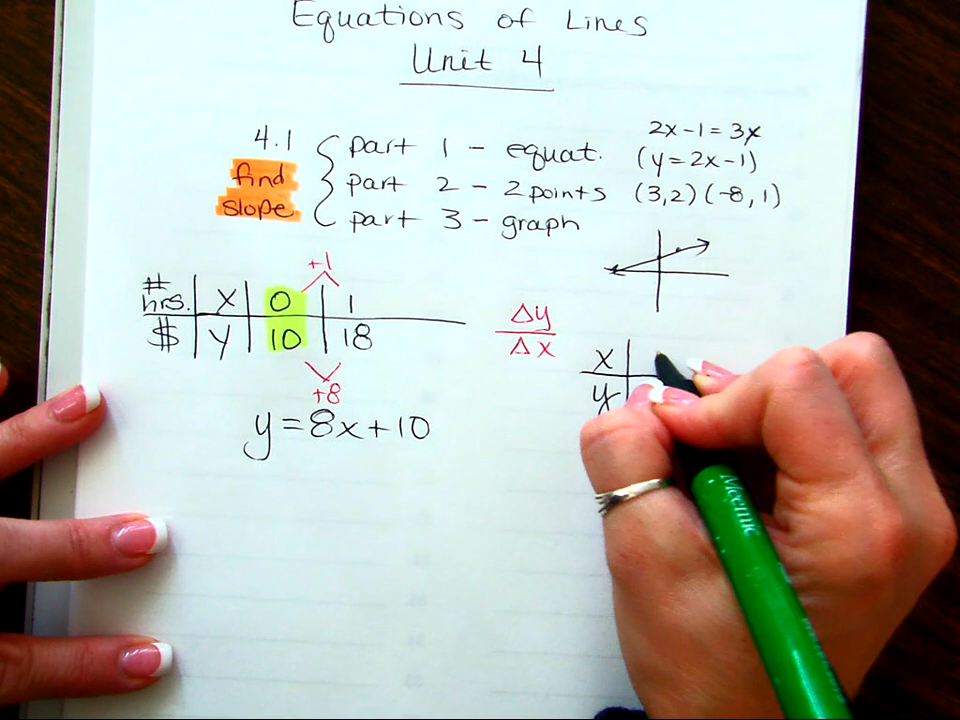 Equations of Lines
Unit 4
4.1
find
slope
part 1 - equat.
part 2 - 2 points
part 3 - graph
2x-1=3x
(y=2x-1)
(3,2)(-8,1)
+1
# hrs. x 0 1
$ y 10 18
+8
Δy
Δx
y=8x+10
x
y
Meemic